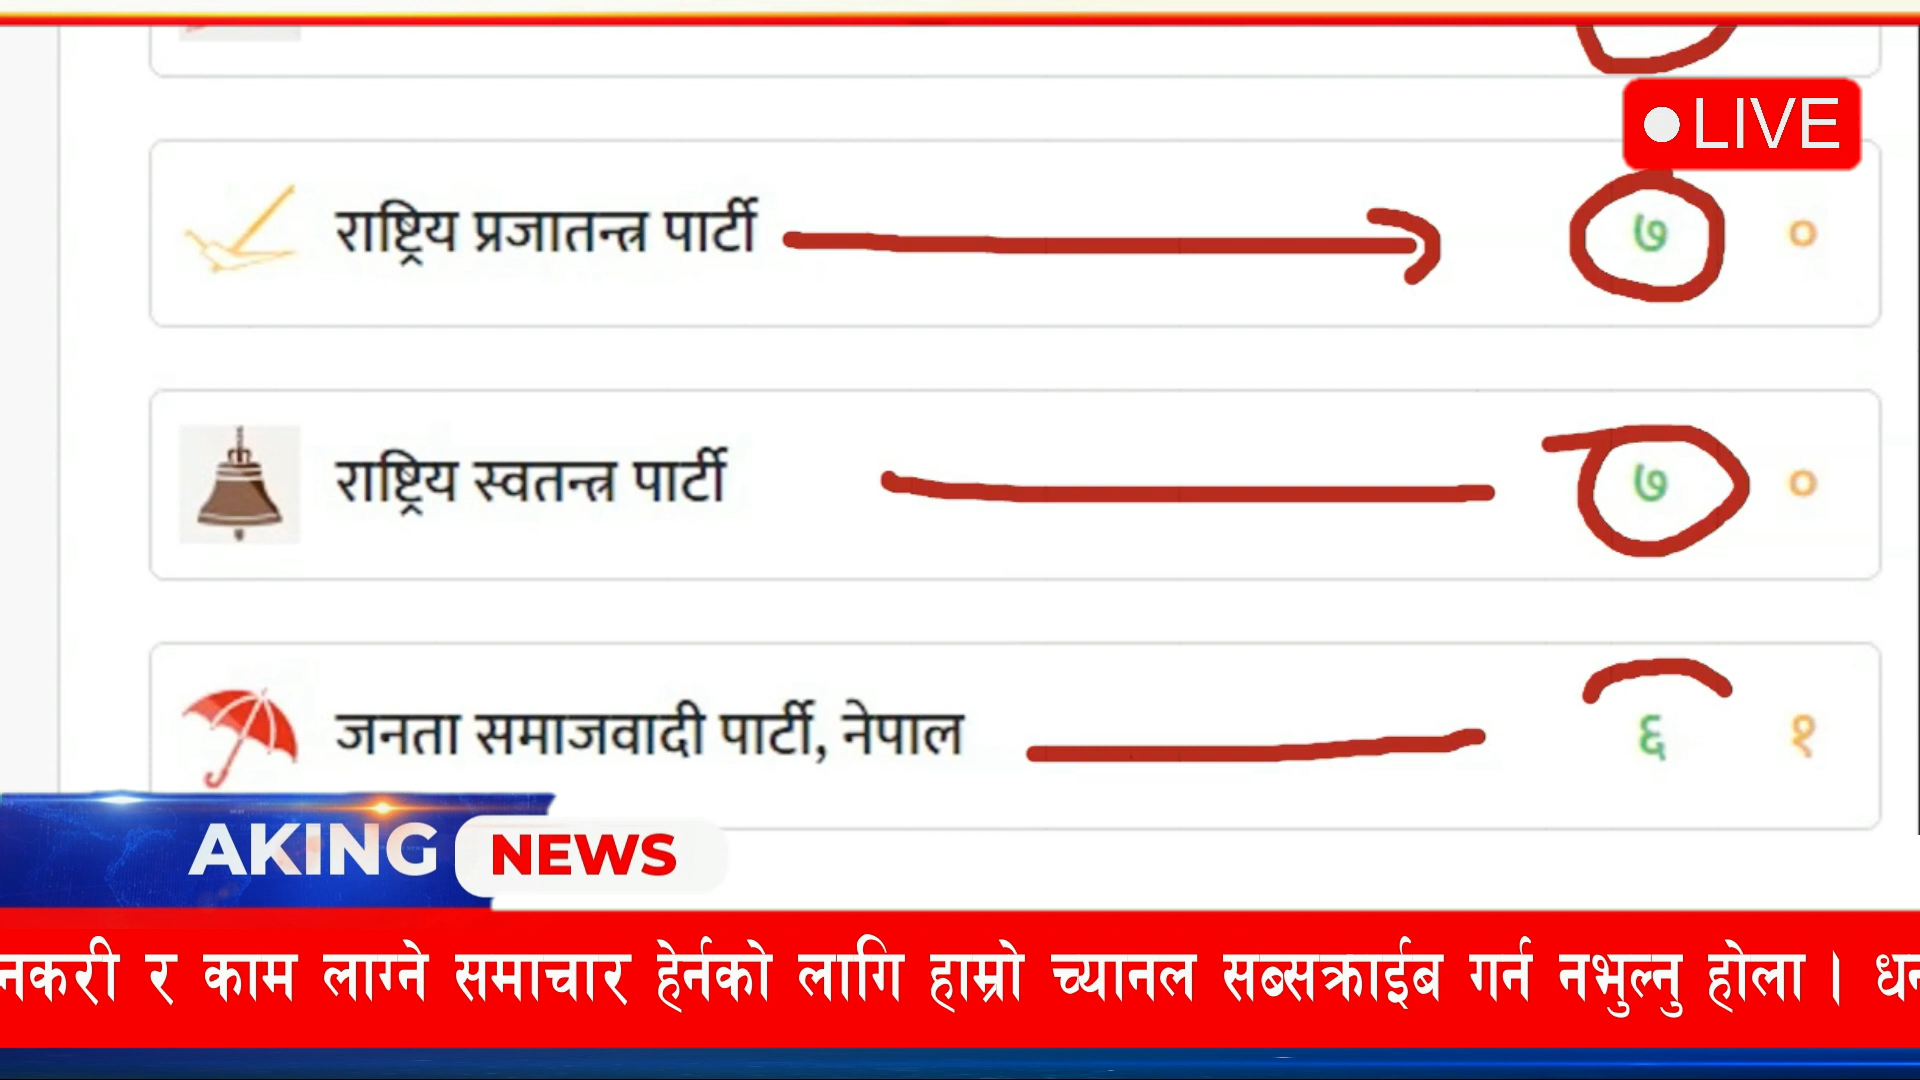 LIVE
राष्ट्रिय प्रजातन्त्र पार्टी ७ ०
राष्ट्रिय स्वतन्त्र पार्टी ७ ०
जनता समाजवादी पार्टी, नेपाल ६ १
AKING NEWS
नकरी र काम लाग्ने समाचार हेर्नको लागि हाम्रो च्यानल सब्सक्राईब गर्न नभुल्नु होला ।